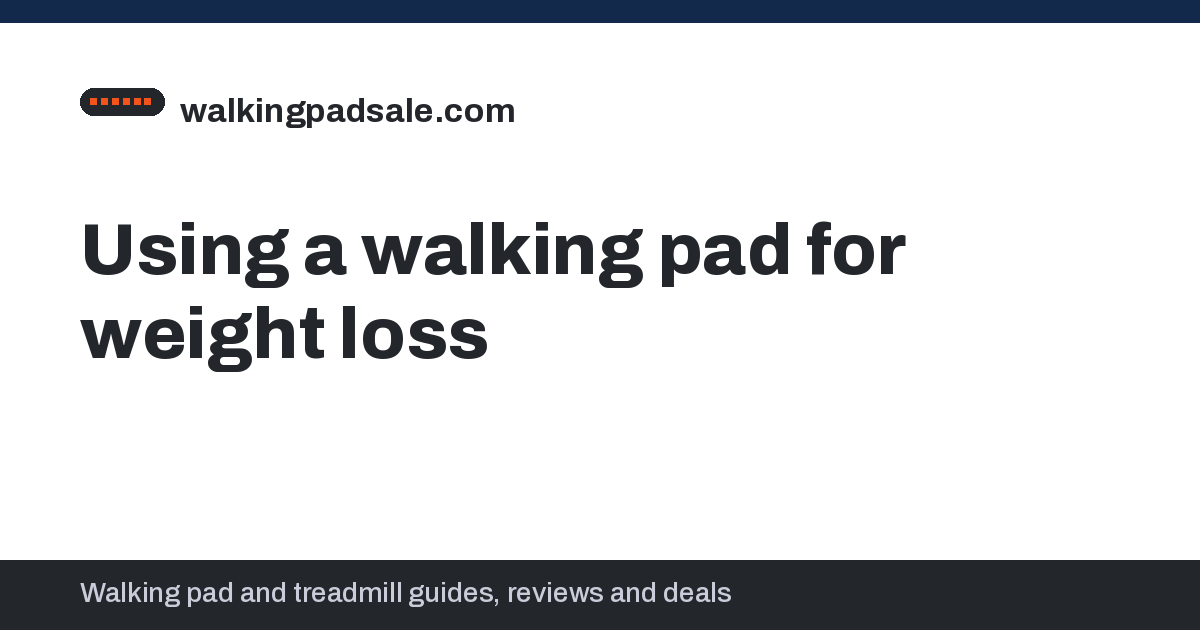 walkingpadsale.com
Using a walking pad for
weight loss
Walking pad and treadmill guides, reviews and deals